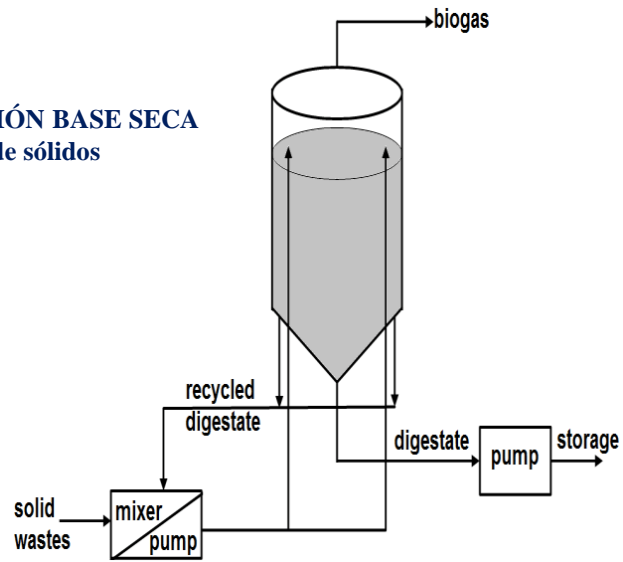 biogas
IÓN BASE SECA
de sólidos
recycled
digestate
digestate
pump
storage
solid
wastes
mixer
pump